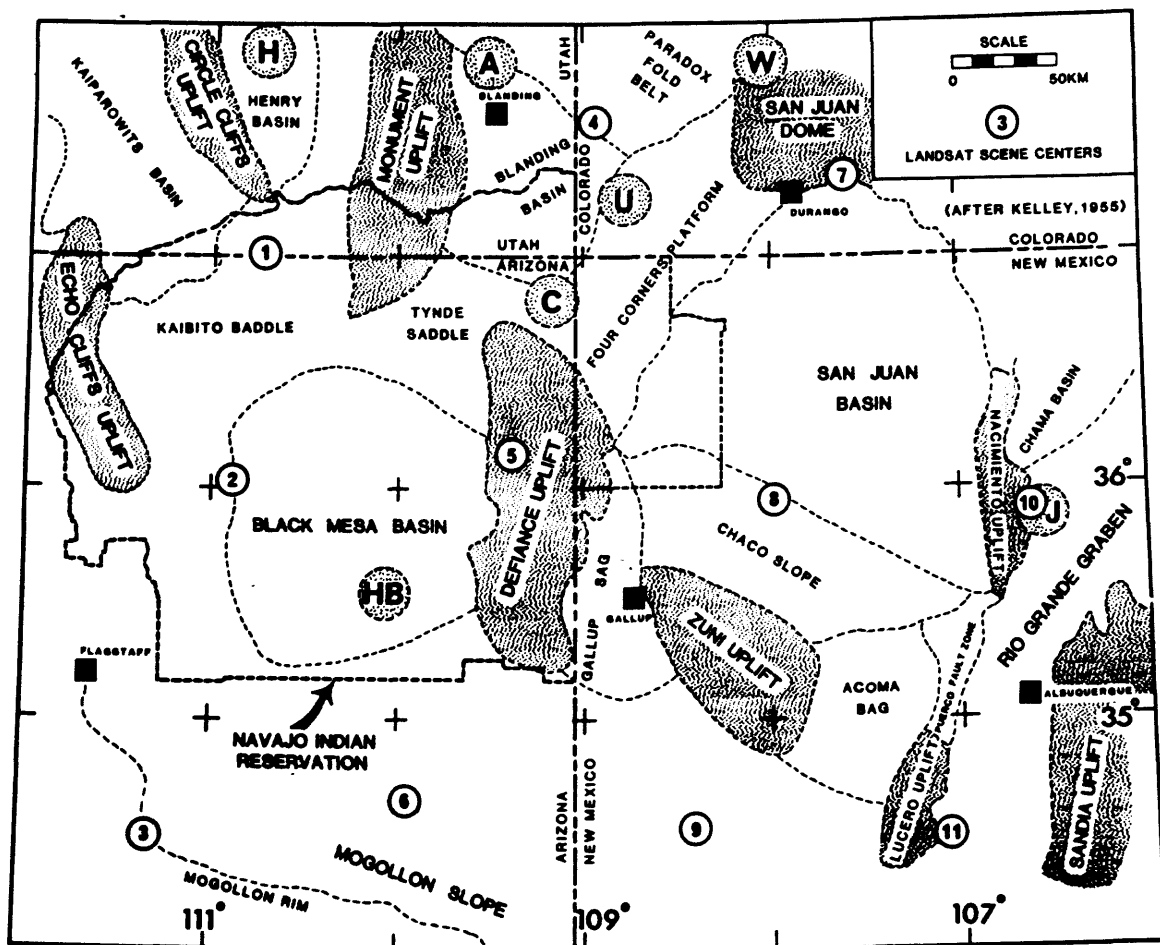 KAIPAROWITS BASIN
CIRCLE CLIFFS
UPLIFT
H
HENRY
BASIN
MONUMENT
UPLIFT
A
BLANDING
UTAH
COLORADO
PARADOX
FOLD
BELT
W
SAN JUAN
DOME
SCALE
0 50KM
3
LANDSAT SCENE CENTERS
4
BLANDING
BASIN
U
7
DURANGO
(AFTER KELLEY, 1955)
1
UTAH
ARIZONA
COLORADO
NEW MEXICO
ECHO CLIFFS UPLIFT
KAIBITO BADDLE
TYNDE
SADDLE
C
FOUR CORNERS PLATFORM
SAN JUAN
BASIN
NACIMIENTO UPLIFT
CHAMA BASIN
2
5
DEFIANCE UPLIFT
8
36°
10
J
BLACK MESA BASIN
CHACO SLOPE
HB
SAG
GALLUP
GALLUP
ZUNI UPLIFT
RIO GRANDE GRABEN
FLAGSTAFF
ACOMA
BAG
PUERCO FAULT ZONE
ALBUQUERQUE
35°
NAVAJO INDIAN
RESERVATION
LUCERO UPLIFT
SANDIA UPLIFT
6
ARIZONA
NEW MEXICO
3
9
11
MOGOLLON SLOPE
MOGOLLON RIM
111°
109°
107°